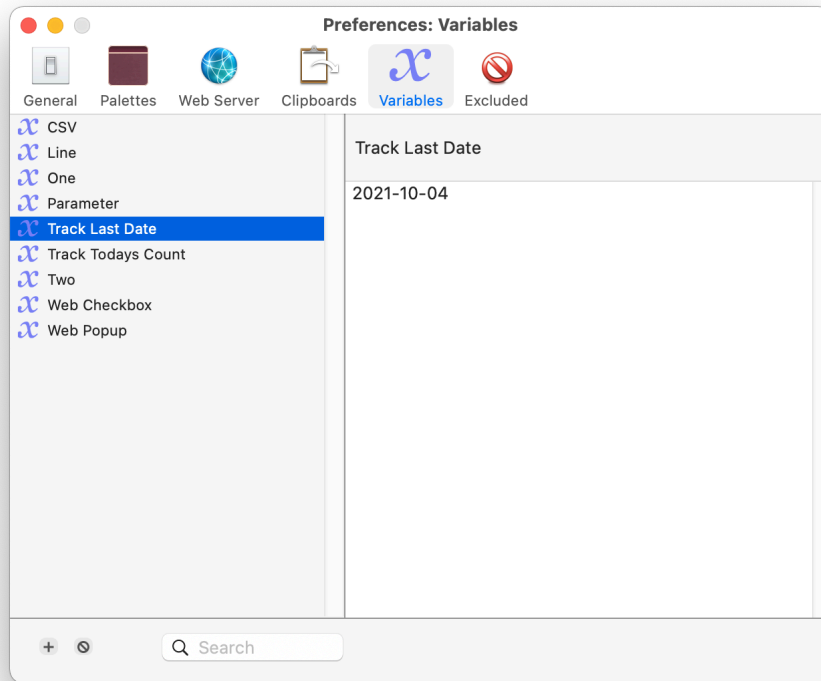 Preferences: Variables
General Palettes Web Server Clipboards Variables Excluded
CSV
Line
One
Parameter
Track Last Date
Track Todays Count
Two
Web Checkbox
Web Popup
Track Last Date
2021-10-04
Search